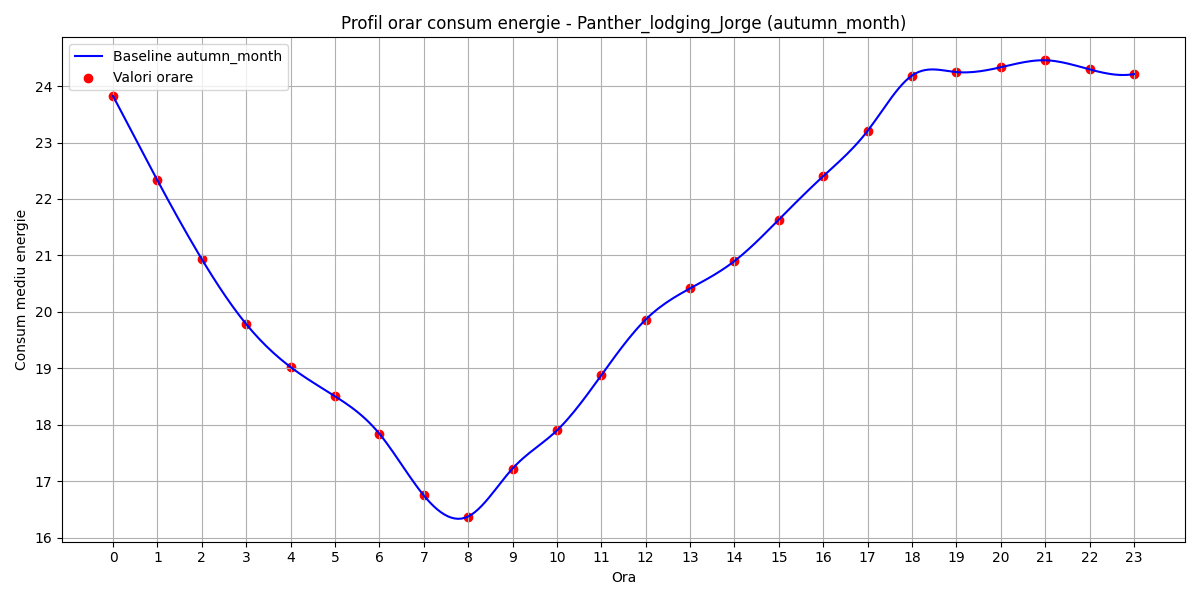 Profil orar consum energie - Panther_lodging_Jorge (autumn_month)
Baseline autumn_month
Valori orare
Consum mediu energie
24
23
22
21
20
19
18
17
16
0 1 2 3 4 5 6 7 8 9 10 11 12 13 14 15 16 17 18 19 20 21 22 23
Ora